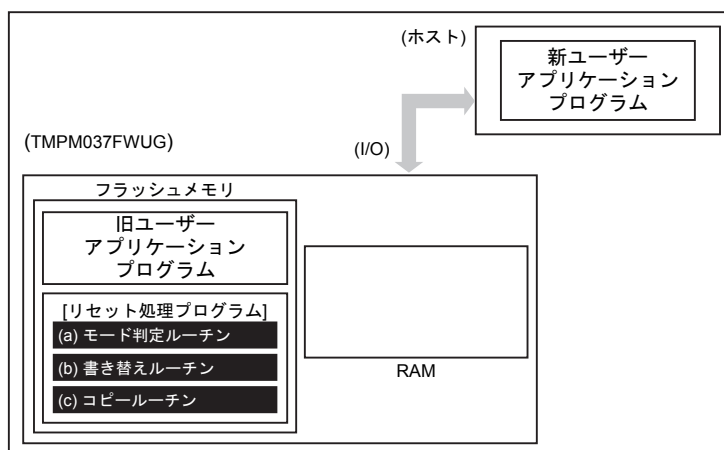 (ホスト)
新ユーザー
アプリケーション
プログラム
(TMPM037FWUG)
(I/O)
フラッシュメモリ
旧ユーザー
アプリケーション
プログラム
[リセット処理プログラム]
(a) モード判定ルーチン
(b) 書き替えルーチン
(c) コピールーチン
RAM